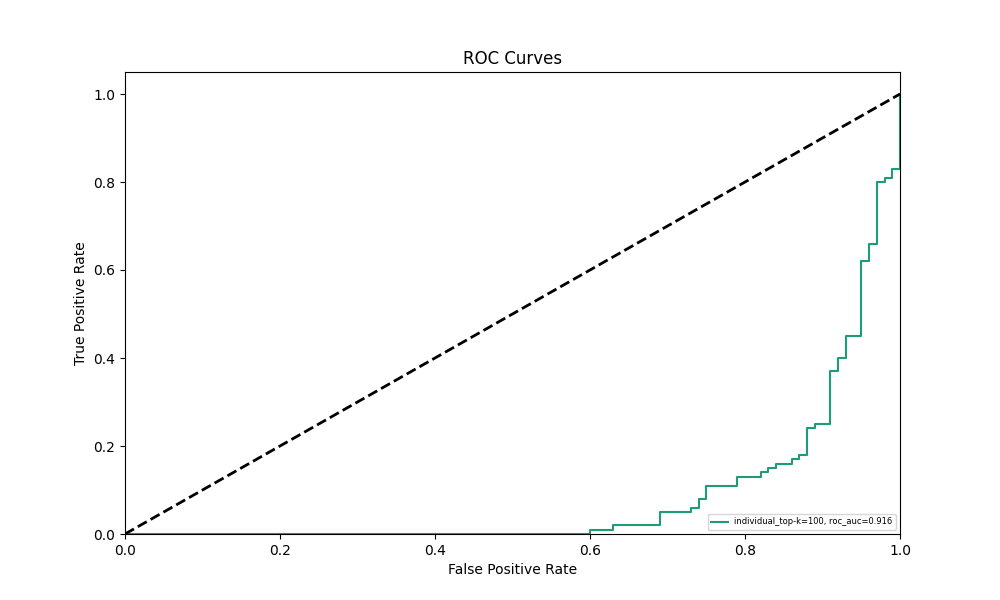 ROC Curves
True Positive Rate
1.0
0.8
0.6
0.4
0.2
0.0
individual_top-k=100, roc_auc=0.916
0.0 0.2 0.4 0.6 0.8 1.0
False Positive Rate